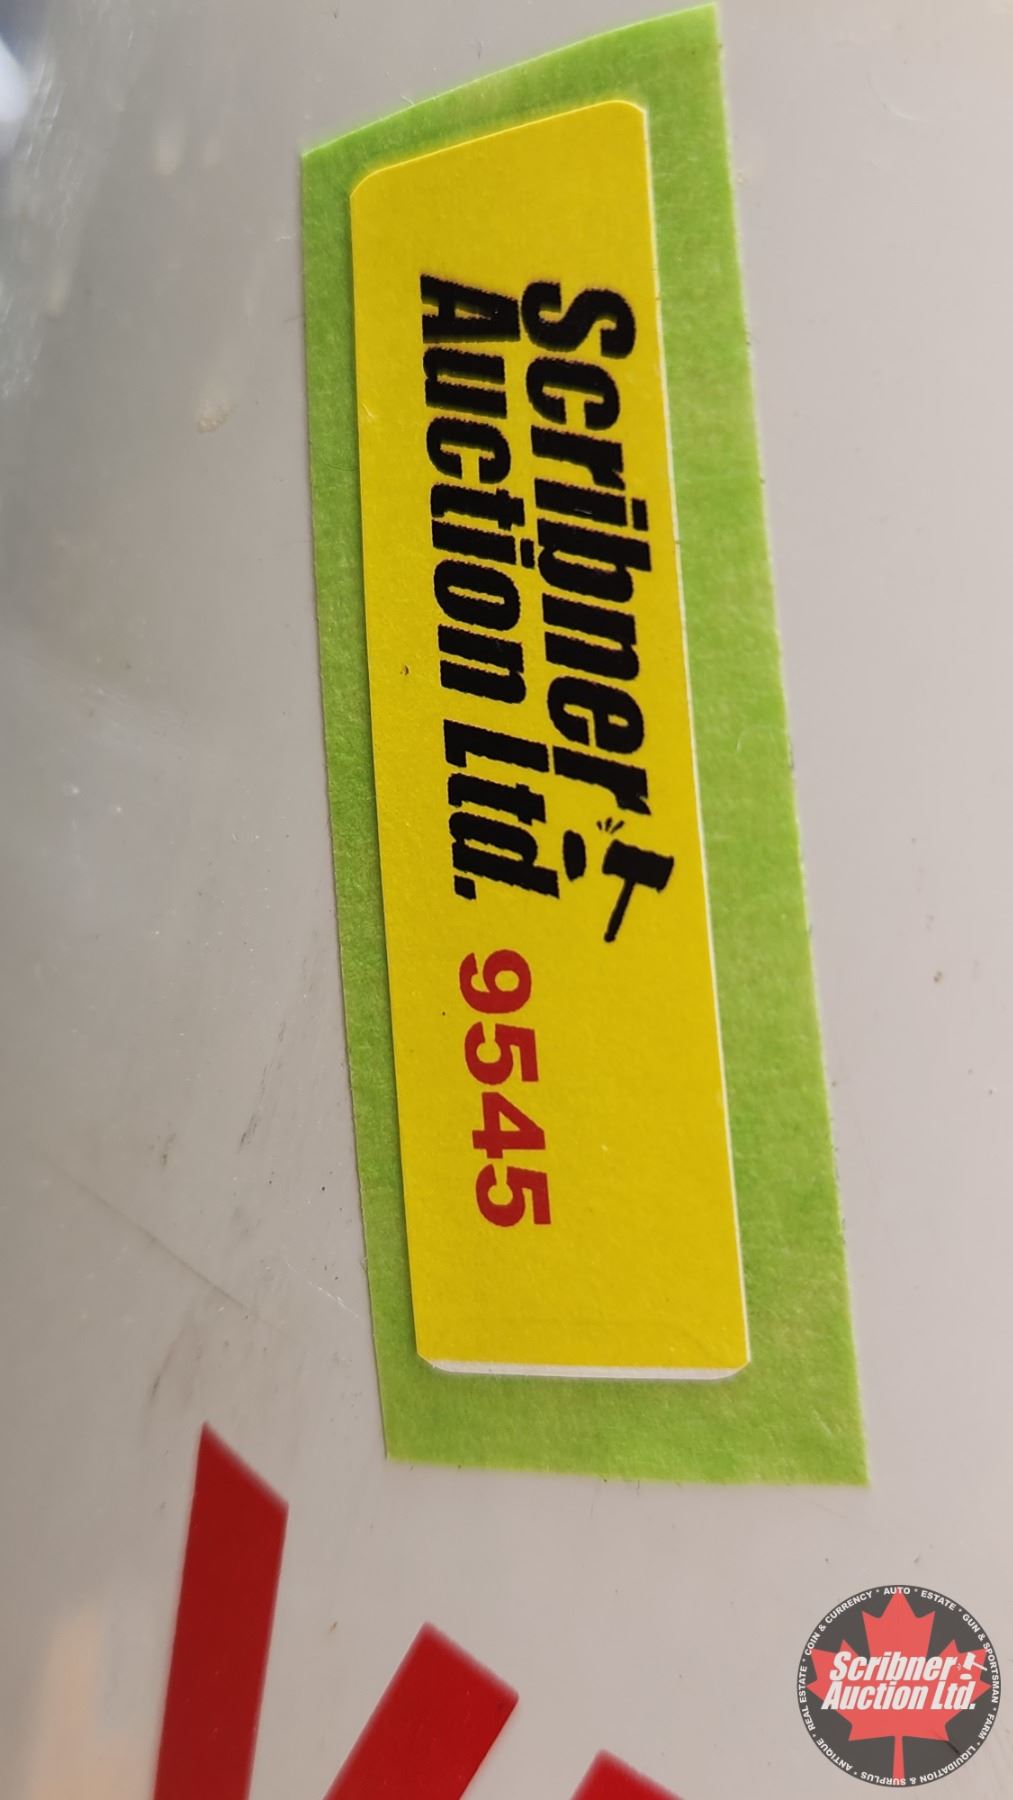 Scribner
Auction Ltd. 9545
COIN & CURRENCY * AUTO * ESTATE * GUN & SPORTSMAN * FARM * LIQUIDATION & SURPLUS * ANTIQUE * REAL ESTATE *
Scribner
Auction Ltd.